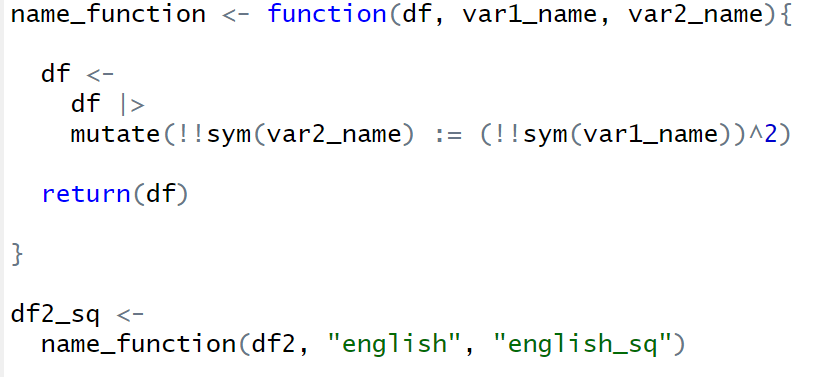 name_function <- function(df, var1_name, var2_name){
df <-
df |>
mutate(!!sym(var2_name) := (!!sym(var1_name))^2)
return(df)
}
df2_sq <-
name_function(df2, "english", "english_sq")